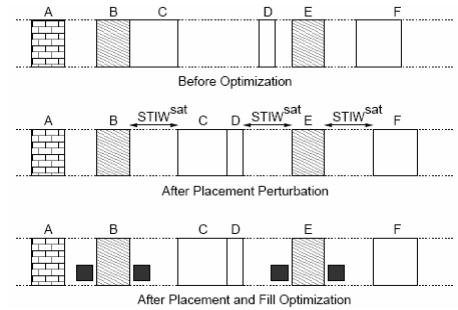 A B C D E F
Before Optimization
STIW^sat STIW^sat STIW^sat
A B C D E F
After Placement Perturbation
A B C D E F
After Placement and Fill Optimization